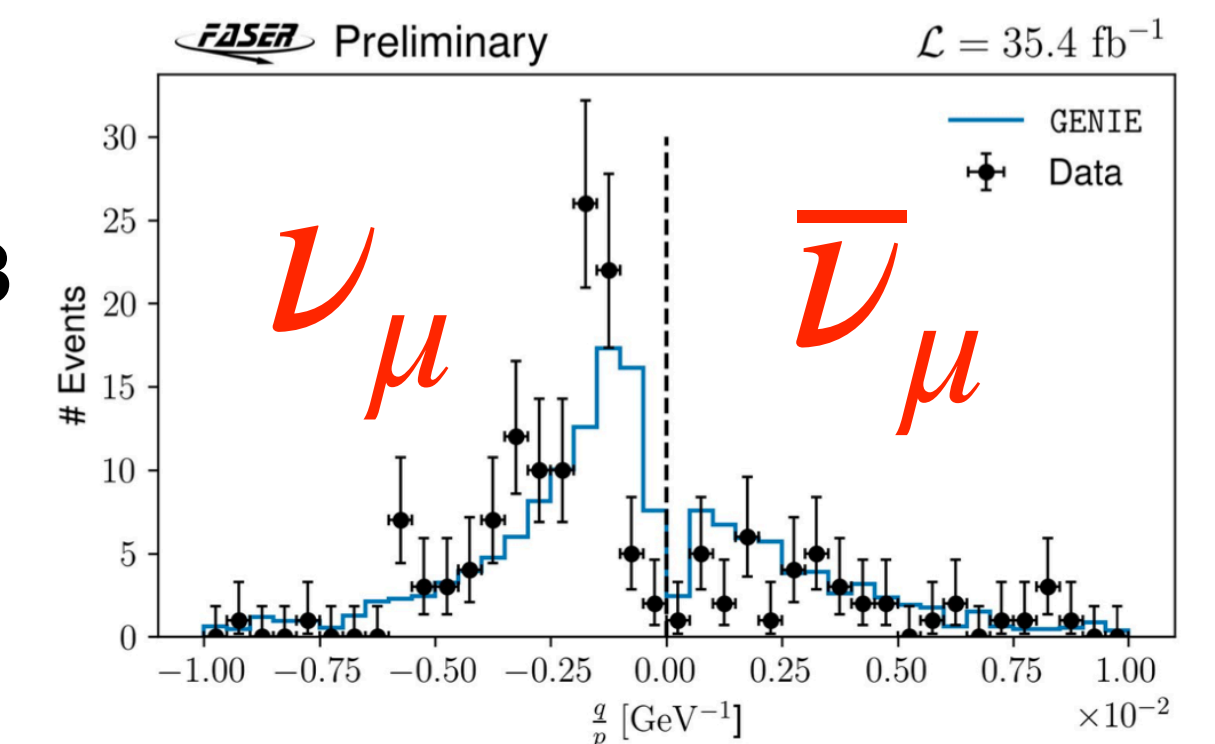 FASER Preliminary
ℒ = 35.4 fb⁻¹
GENIE
Data
ν_μ
ν̄_μ
# Events
30
25
20
15
10
5
0
−1.00 −0.75 −0.50 −0.25 0.00 0.25 0.50 0.75 1.00
q/p [GeV⁻¹]
×10⁻²